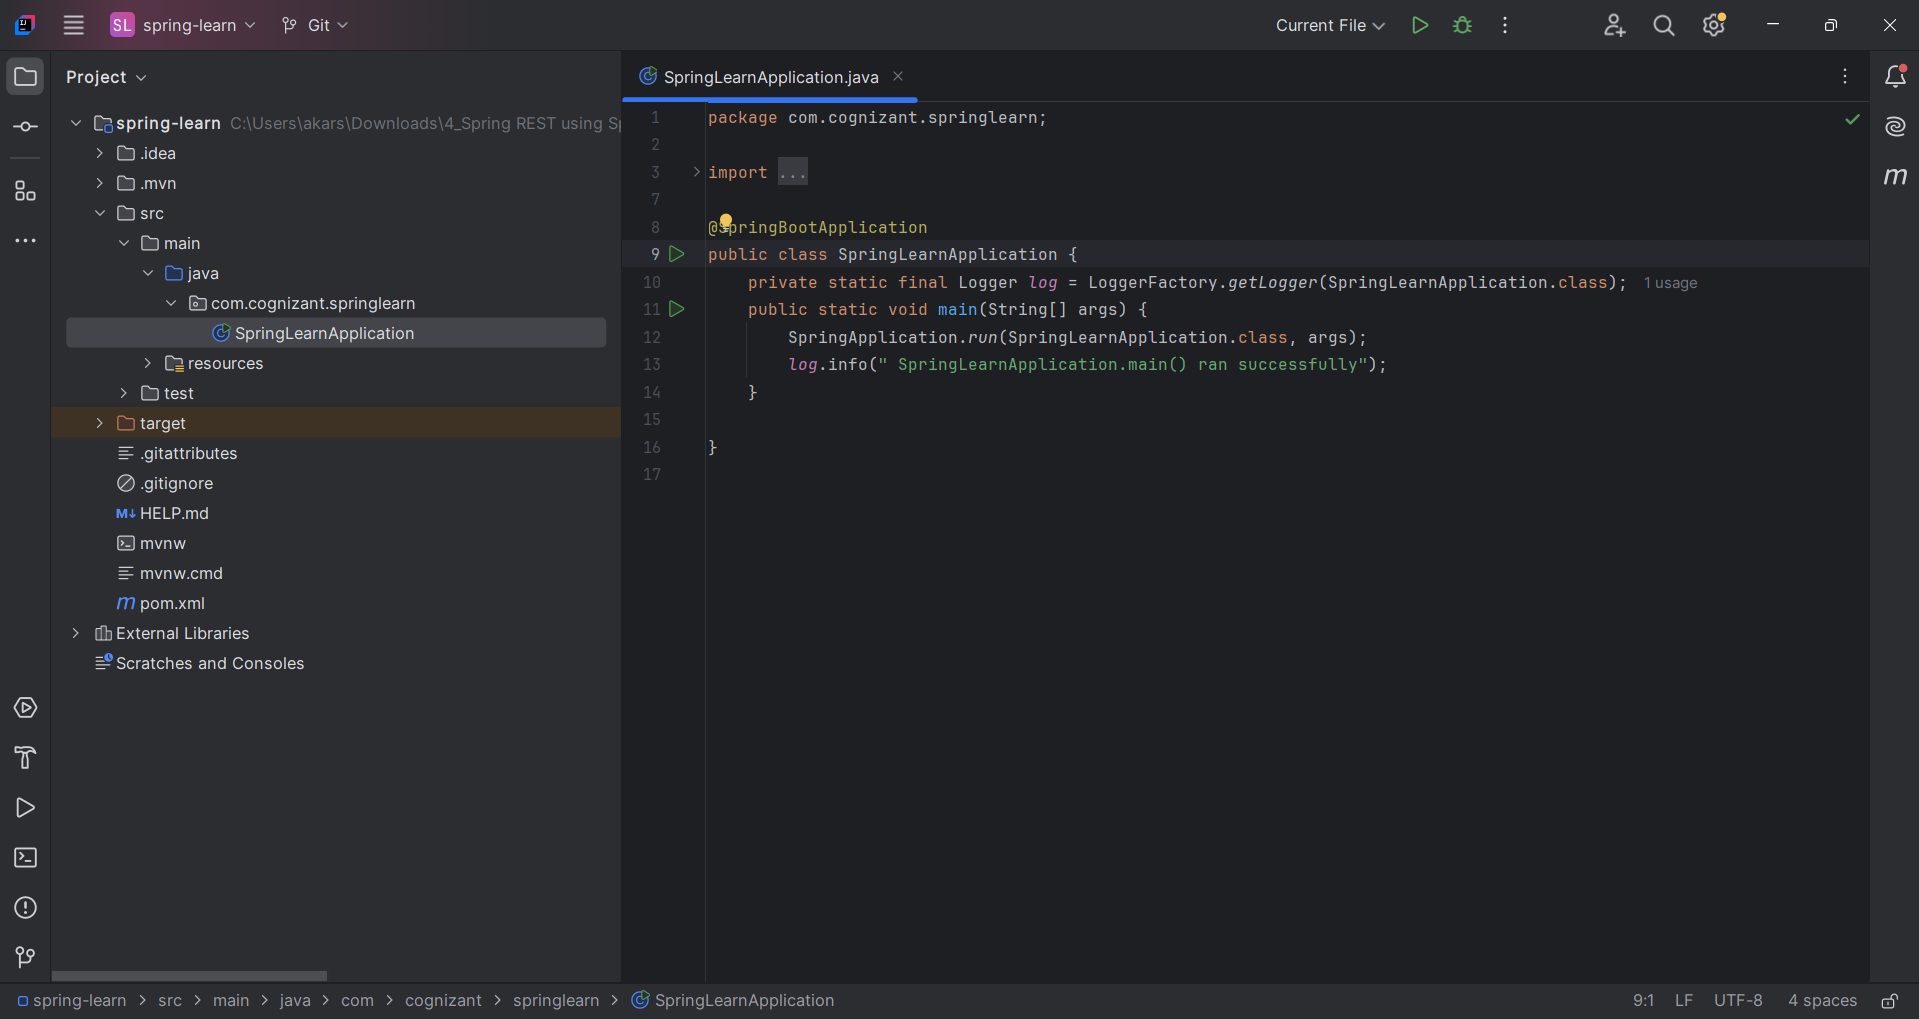 SL spring-learn Git Current File
Project
SpringLearnApplication.java
spring-learn C:\Users\akars\Downloads\4_Spring REST using
.idea
.mvn
src
main
java
com.cognizant.springlearn
SpringLearnApplication
resources
test
target
.gitattributes
.gitignore
M↓ HELP.md
mvnw
mvnw.cmd
m pom.xml
External Libraries
Scratches and Consoles
1 package com.cognizant.springlearn;
2
3 import ...
7
8 @SpringBootApplication
9 public class SpringLearnApplication {
10 private static final Logger log = LoggerFactory.getLogger(SpringLearnApplication.class); 1 usage
11 public static void main(String[] args) {
12 SpringApplication.run(SpringLearnApplication.class, args);
13 log.info(" SpringLearnApplication.main() ran successfully");
14 }
15
16 }
17
m
spring-learn > src > main > java > com > cognizant > springlearn > SpringLearnApplication
9:1 LF UTF-8 4 spaces